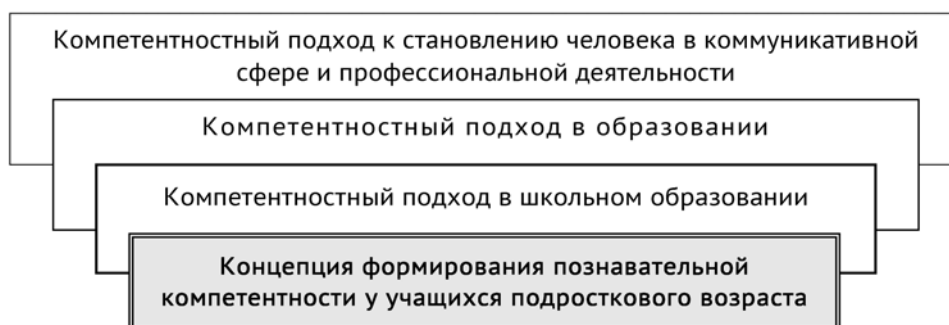 Компетентностный подход к становлению человека в коммуникативной
сфере и профессиональной деятельности
Компетентностный подход в образовании
Компетентностный подход в школьном образовании
Концепция формирования познавательной
компетентности у учащихся подросткового возраста